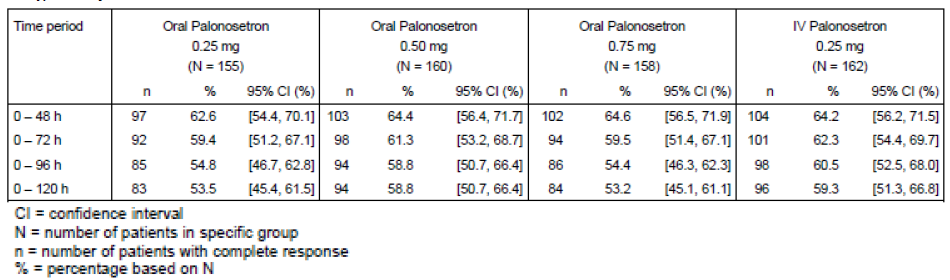 Time period Oral Palonosetron Oral Palonosetron Oral Palonosetron IV Palonosetron
0.25 mg 0.50 mg 0.75 mg 0.25 mg
(N = 155) (N = 160) (N = 158) (N = 162)
n % 95% CI (%) n % 95% CI (%) n % 95% CI (%) n % 95% CI (%)
0 – 48 h 97 62.6 [54.4, 70.1] 103 64.4 [56.4, 71.7] 102 64.6 [56.5, 71.9] 104 64.2 [56.2, 71.5]
0 – 72 h 92 59.4 [51.2, 67.1] 98 61.3 [53.2, 68.7] 94 59.5 [51.4, 67.1] 101 62.3 [54.4, 69.7]
0 – 96 h 85 54.8 [46.7, 62.8] 94 58.8 [50.7, 66.4] 86 54.4 [46.3, 62.3] 98 60.5 [52.5, 68.0]
0 – 120 h 83 53.5 [45.4, 61.5] 94 58.8 [50.7, 66.4] 84 53.2 [45.1, 61.1] 96 59.3 [51.3, 66.8]
CI = confidence interval
N = number of patients in specific group
n = number of patients with complete response
% = percentage based on N